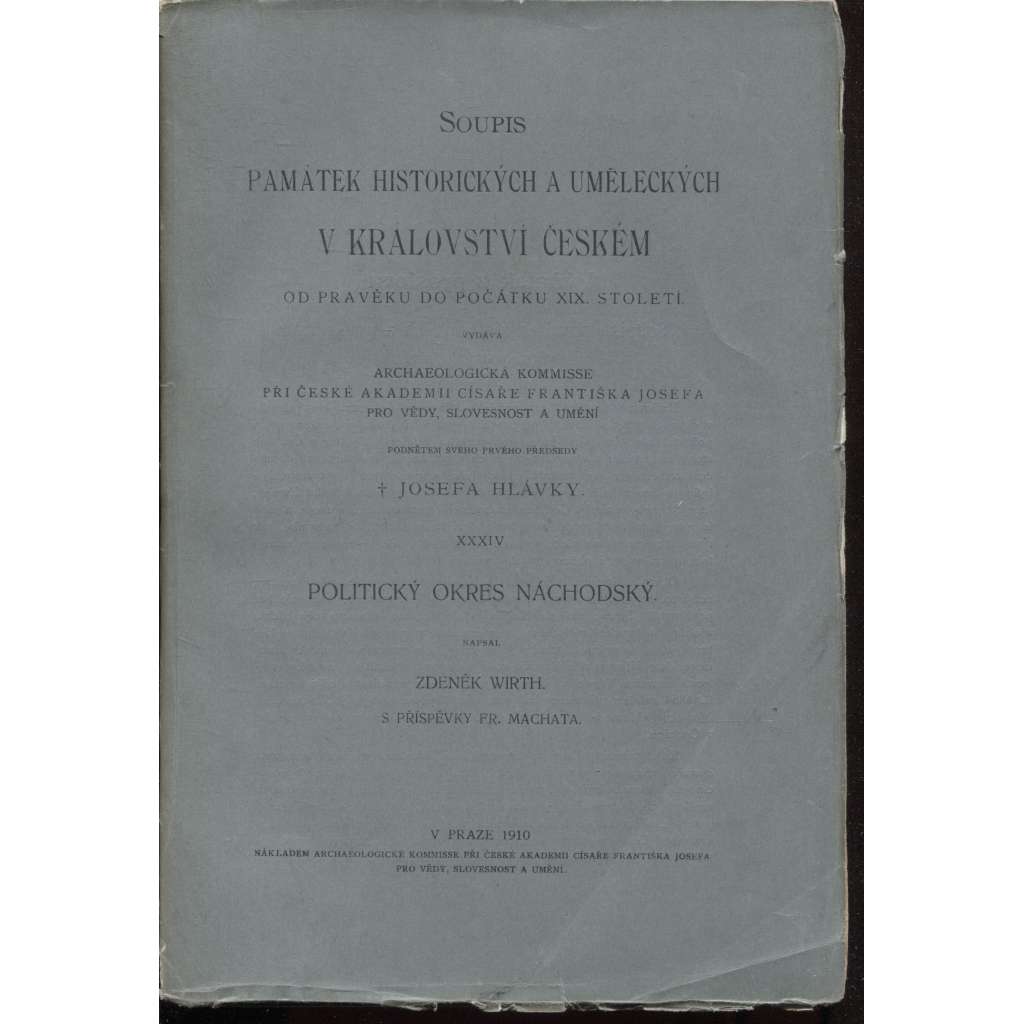 SOUPIS
PAMÁTEK HISTORICKÝCH A UMĚLECKÝCH
V KRÁLOVSTVÍ ČESKÉM
OD PRAVĚKU DO POČÁTKU XIX. STOLETÍ.
VYDÁVÁ
ARCHAEOLOGICKÁ KOMMISSE
PŘI ČESKÉ AKADEMII CÍSAŘE FRANTIŠKA JOSEFA
PRO VĚDY, SLOVESNOST A UMĚNÍ
PODNĚTEM SVÉHO PRVÉHO PŘEDSEDY
† JOSEFA HLÁVKY.
XXXIV.
POLITICKÝ OKRES NÁCHODSKÝ.
NAPSAL
ZDENĚK WIRTH.
S PŘÍSPĚVKY FR. MACHATA.
V PRAZE 1910
NÁKLADEM ARCHAEOLOGICKÉ KOMMISSE PŘI ČESKÉ AKADEMII CÍSAŘE FRANTIŠKA JOSEFA
PRO VĚDY, SLOVESNOST A UMĚNÍ.